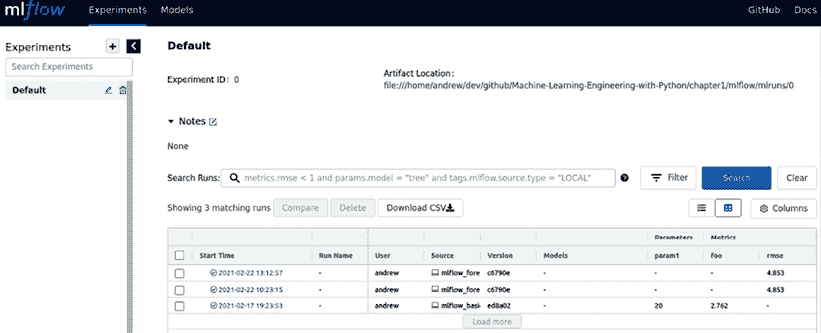 mlflow Experiments Models GitHub Docs
Experiments
Search Experiments
Default
Default
Experiment ID: 0
Artifact Location:
file:///home/andrew/dev/github/Machine-Learning-Engineering-with-Python/chapter1/mlflow/mlruns/0
Notes
None
Search Runs: metrics.rmse < 1 and params.model = "tree" and tags.mlflow.source.type = "LOCAL" Filter Search Clear
Showing 3 matching runs Compare Delete Download CSV Columns
Parameters Metrics
Start Time Run Name User Source Version Models param1 foo rmse
2021-02-22 13:12:57 - andrew mlflow_fore c6790e - - - 4.853
2021-02-22 10:23:15 - andrew mlflow_fore c6790e - - - 4.853
2021-02-17 19:23:53 - andrew mlflow_basi ed8a02 - 20 2.762 -
Load more